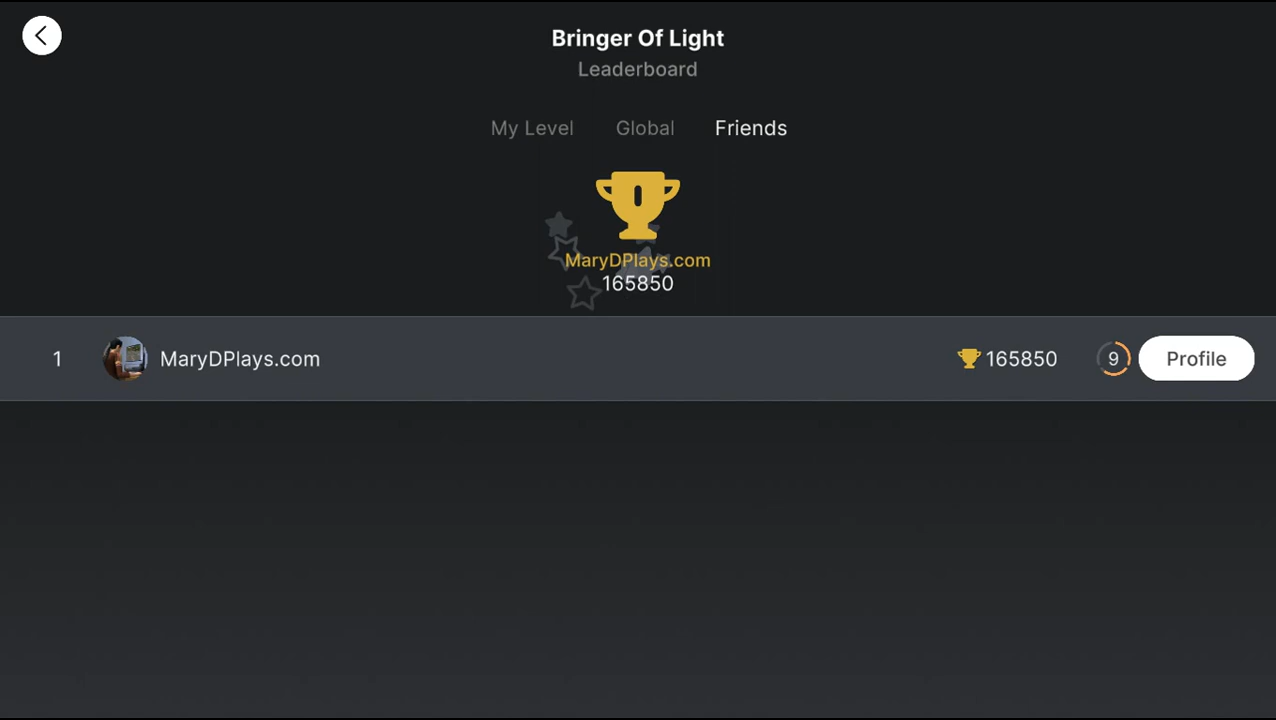 Bringer Of Light
Leaderboard
My Level Global Friends
MaryDPlays.com
165850
1 MaryDPlays.com 165850 9 Profile